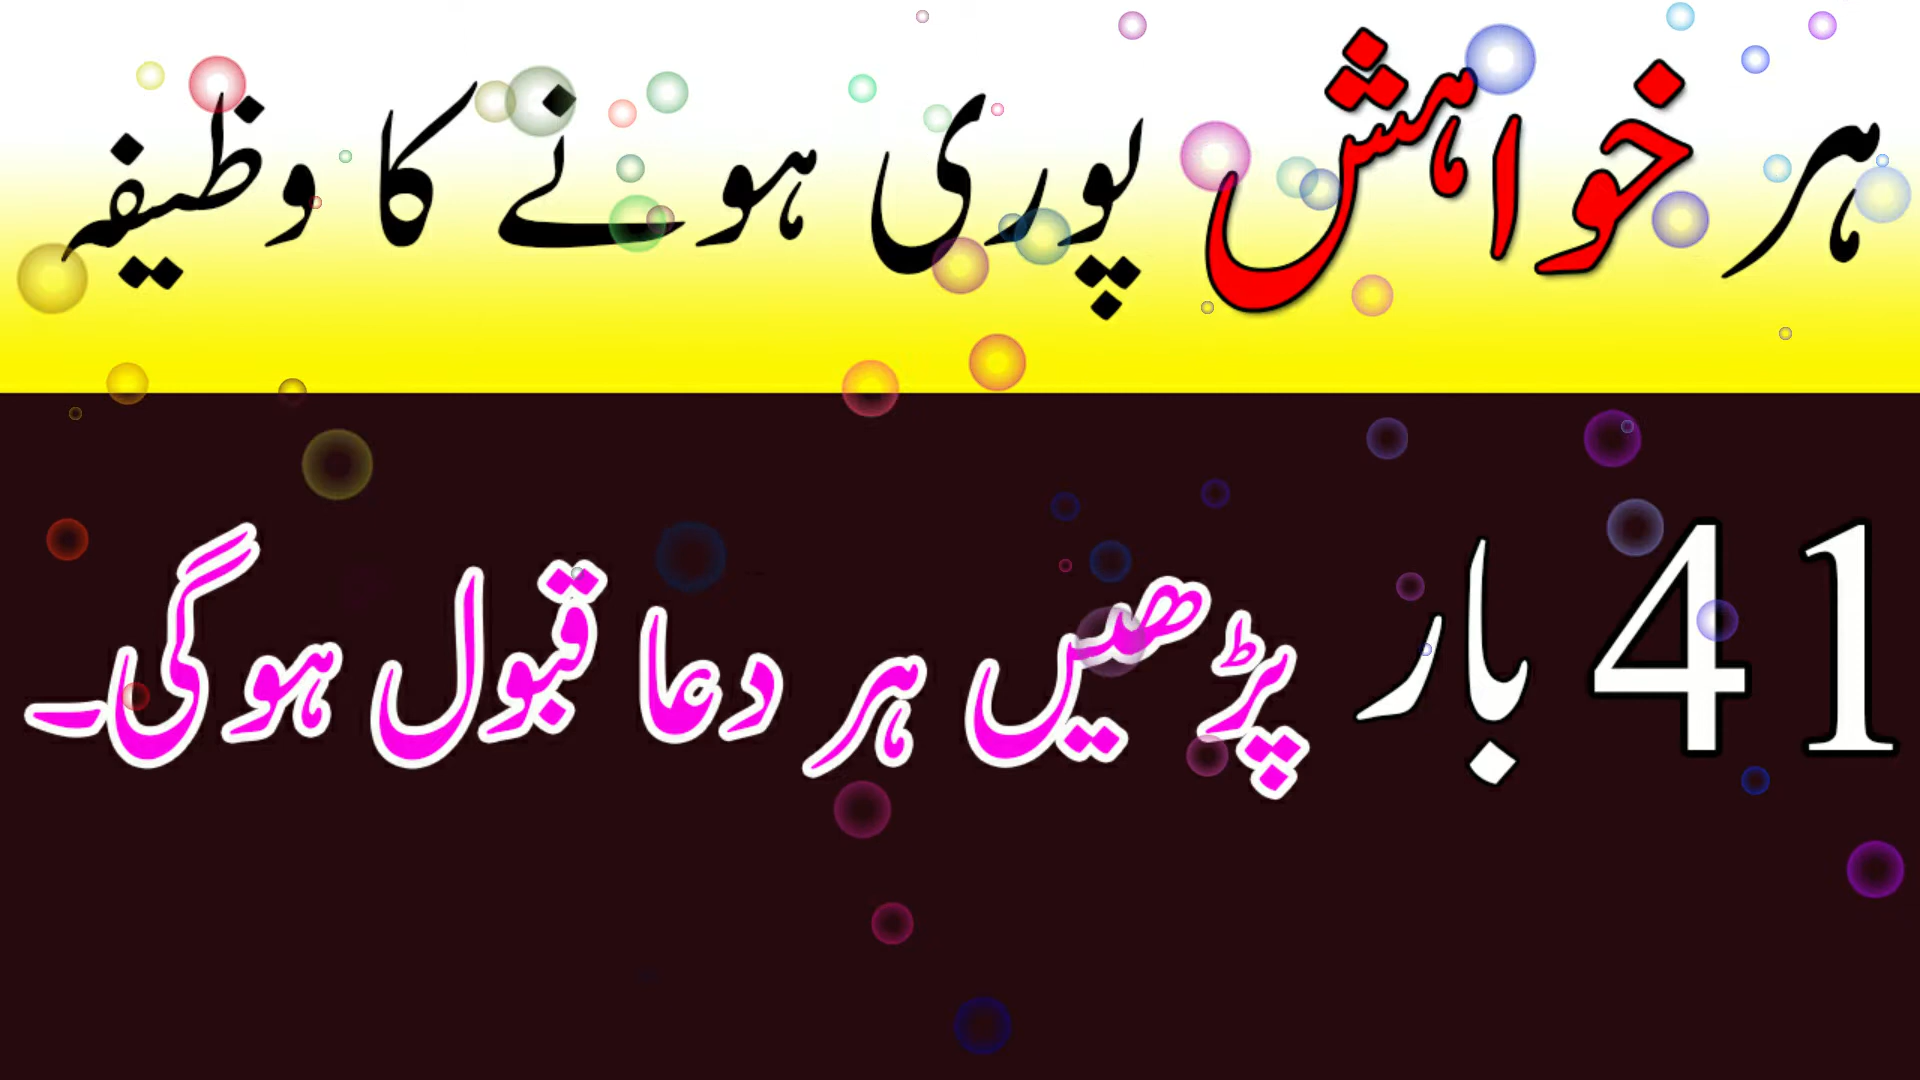 ہر خواہش پوری ہونے کا وظیفہ
41 بار پڑھیں ہر دعا قبول ہوگی۔